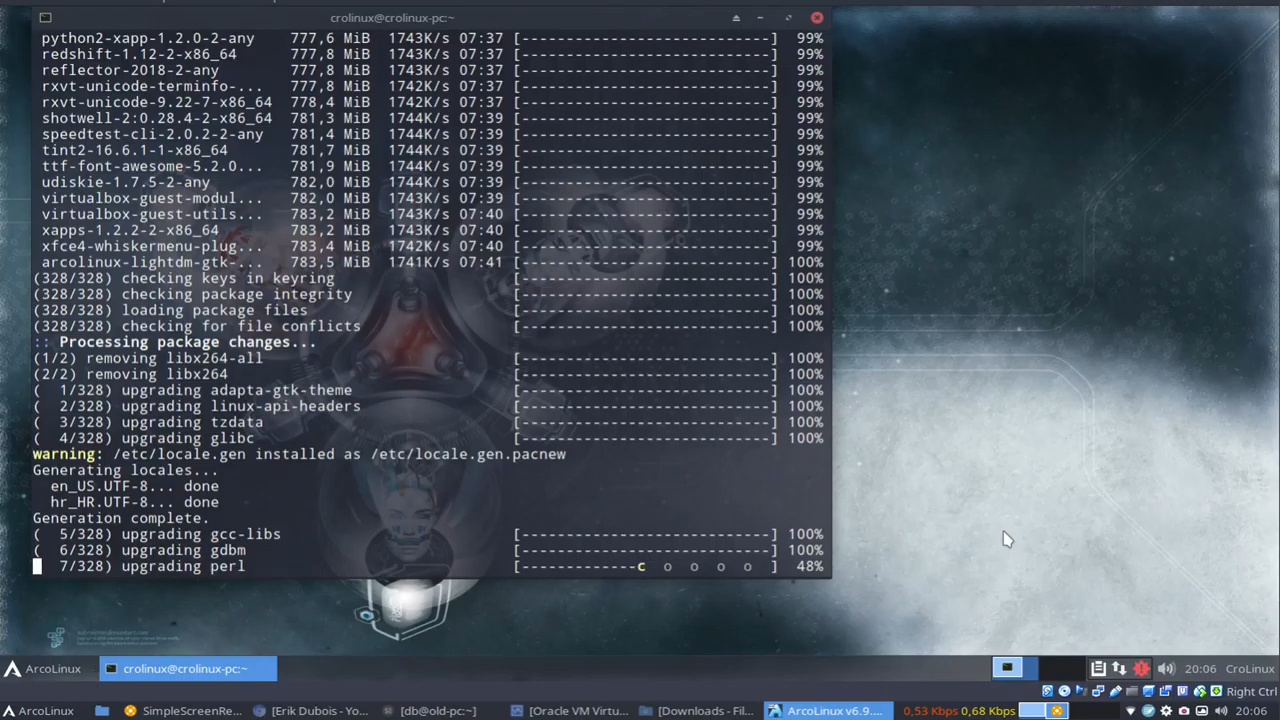 crolinux@crolinux-pc:~
python2-xapp-1.2.0-2-any 777,6 MiB 1743K/s 07:37 [----------------------] 99%
redshift-1.12-2-x86_64 777,8 MiB 1743K/s 07:37 [----------------------] 99%
reflector-2018-2-any 777,8 MiB 1743K/s 07:37 [----------------------] 99%
rxvt-unicode-terminfo-... 777,8 MiB 1742K/s 07:37 [----------------------] 99%
rxvt-unicode-9.22-7-x86_64 778,4 MiB 1742K/s 07:37 [----------------------] 99%
shotwell-2:0.28.4-2-x86_64 781,3 MiB 1744K/s 07:39 [----------------------] 99%
speedtest-cli-2.0.2-2-any 781,4 MiB 1744K/s 07:39 [----------------------] 99%
tint2-16.6.1-1-x86_64 781,7 MiB 1744K/s 07:39 [----------------------] 99%
ttf-font-awesome-5.2.0... 781,9 MiB 1744K/s 07:39 [----------------------] 99%
udiskie-1.7.5-2-any 782,0 MiB 1744K/s 07:39 [----------------------] 99%
virtualbox-guest-modul... 782,0 MiB 1744K/s 07:39 [----------------------] 99%
virtualbox-guest-utils... 783,2 MiB 1744K/s 07:40 [----------------------] 99%
xapps-1.2.2-2-x86_64 783,2 MiB 1744K/s 07:40 [----------------------] 99%
xfce4-whiskermenu-plug... 783,4 MiB 1742K/s 07:40 [----------------------] 99%
arcolinux-lightdm-gtk-... 783,5 MiB 1741K/s 07:41 [----------------------] 100%
(328/328) checking keys in keyring [----------------------] 100%
(328/328) checking package integrity [----------------------] 100%
(328/328) loading package files [----------------------] 100%
(328/328) checking for file conflicts [----------------------] 100%
:: Processing package changes...
(1/2) removing libx264-all [----------------------] 100%
(2/2) removing libx264 [----------------------] 100%
( 1/328) upgrading adapta-gtk-theme [----------------------] 100%
( 2/328) upgrading linux-api-headers [----------------------] 100%
( 3/328) upgrading tzdata [----------------------] 100%
( 4/328) upgrading glibc [----------------------] 100%
warning: /etc/locale.gen installed as /etc/locale.gen.pacnew
Generating locales...
en_US.UTF-8... done
hr_HR.UTF-8... done
Generation complete.
( 5/328) upgrading gcc-libs [----------------------] 100%
( 6/328) upgrading gdbm [----------------------] 100%
7/328) upgrading perl [-------------c o o o o ] 48%
ArcoLinux crolinux@crolinux-pc:~ 20:06 CroLinux
Right Ctrl
ArcoLinux SimpleScreenRe... [Erik Dubois - Yo... [db@old-pc:~] [Oracle VM Virtu... [Downloads - Fil... ArcoLinux v6.9.... 0,53 Kbps 0,68 Kbps 20:06